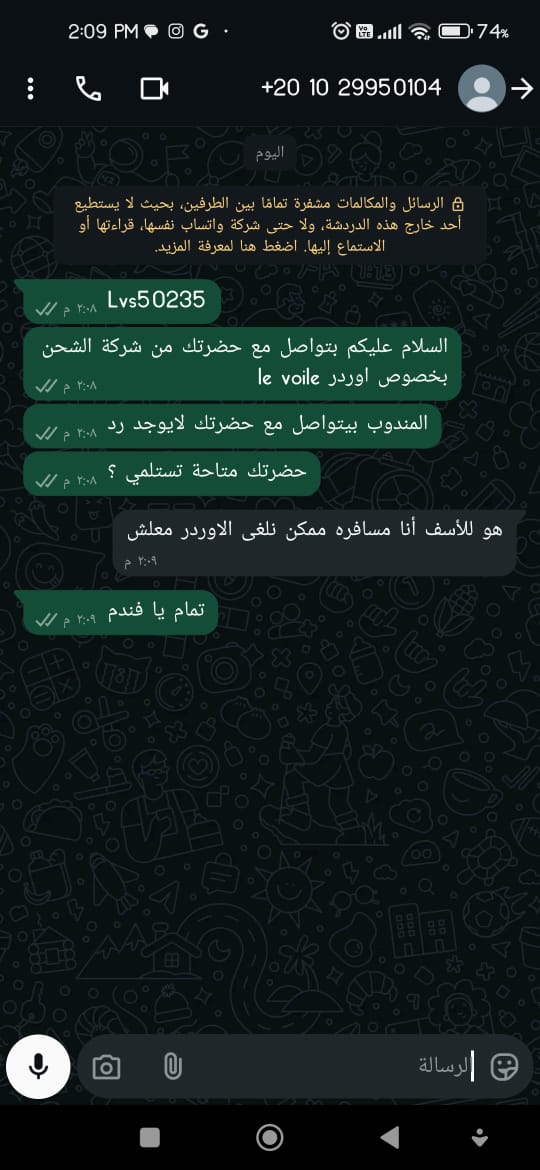 2:09 PM
Vo LTE
74%
+20 10 29950104
اليوم
الرسائل والمكالمات مشفرة تمامًا بين الطرفين، بحيث لا يستطيع
أحد خارج هذه الدردشة، ولا حتى شركة واتساب نفسها، قراءتها أو
الاستماع إليها. اضغط هنا لمعرفة المزيد.
Lvs50235
٢:٠٨ م
السلام عليكم بتواصل مع حضرتك من شركة الشحن
بخصوص اوردر le voile
٢:٠٨ م
المندوب بيتواصل مع حضرتك لايوجد رد
٢:٠٨ م
حضرتك متاحة تستلمي ؟
٢:٠٨ م
هو للأسف أنا مسافره ممكن نلغى الاوردر معلش
٢:٠٩ م
تمام يا فندم
٢:٠٩ م
الرسالة